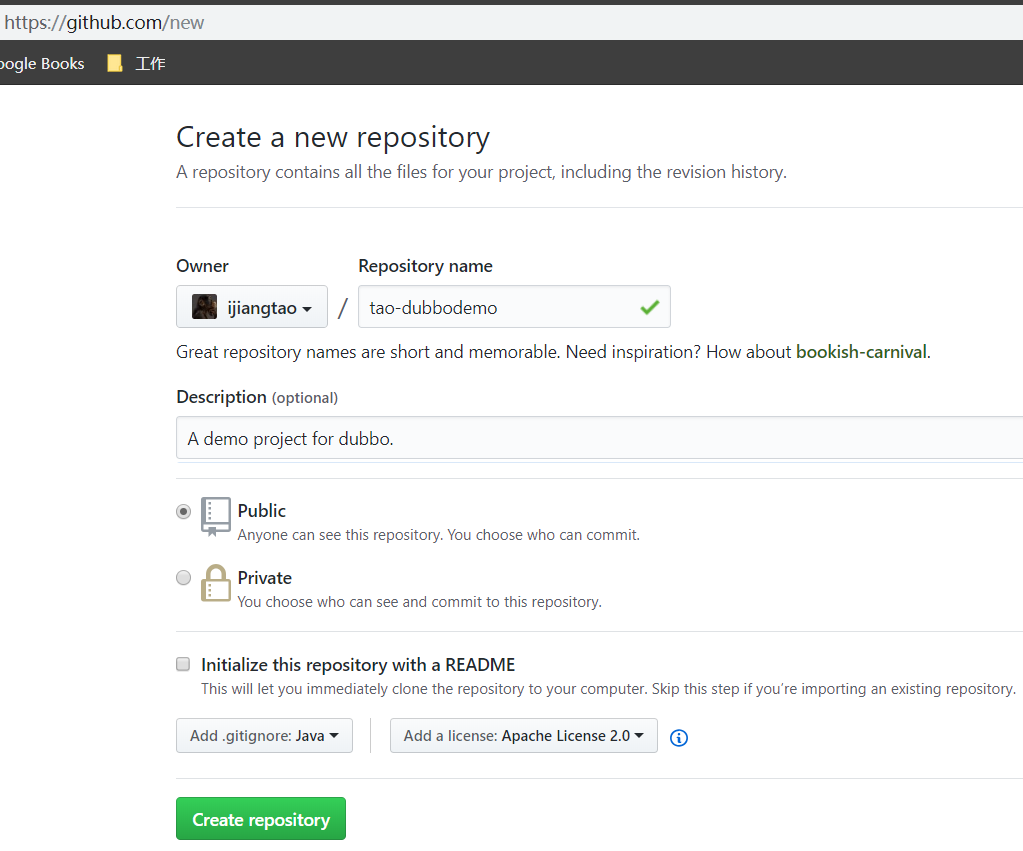 https://github.com/new
oogle Books 工作
Create a new repository
A repository contains all the files for your project, including the revision history.
Owner Repository name
ijiangtao / tao-dubbodemo
Great repository names are short and memorable. Need inspiration? How about bookish-carnival.
Description (optional)
A demo project for dubbo.
Public
Anyone can see this repository. You choose who can commit.
Private
You choose who can see and commit to this repository.
Initialize this repository with a README
This will let you immediately clone the repository to your computer. Skip this step if you’re importing an existing repository.
Add .gitignore: Java Add a license: Apache License 2.0
Create repository